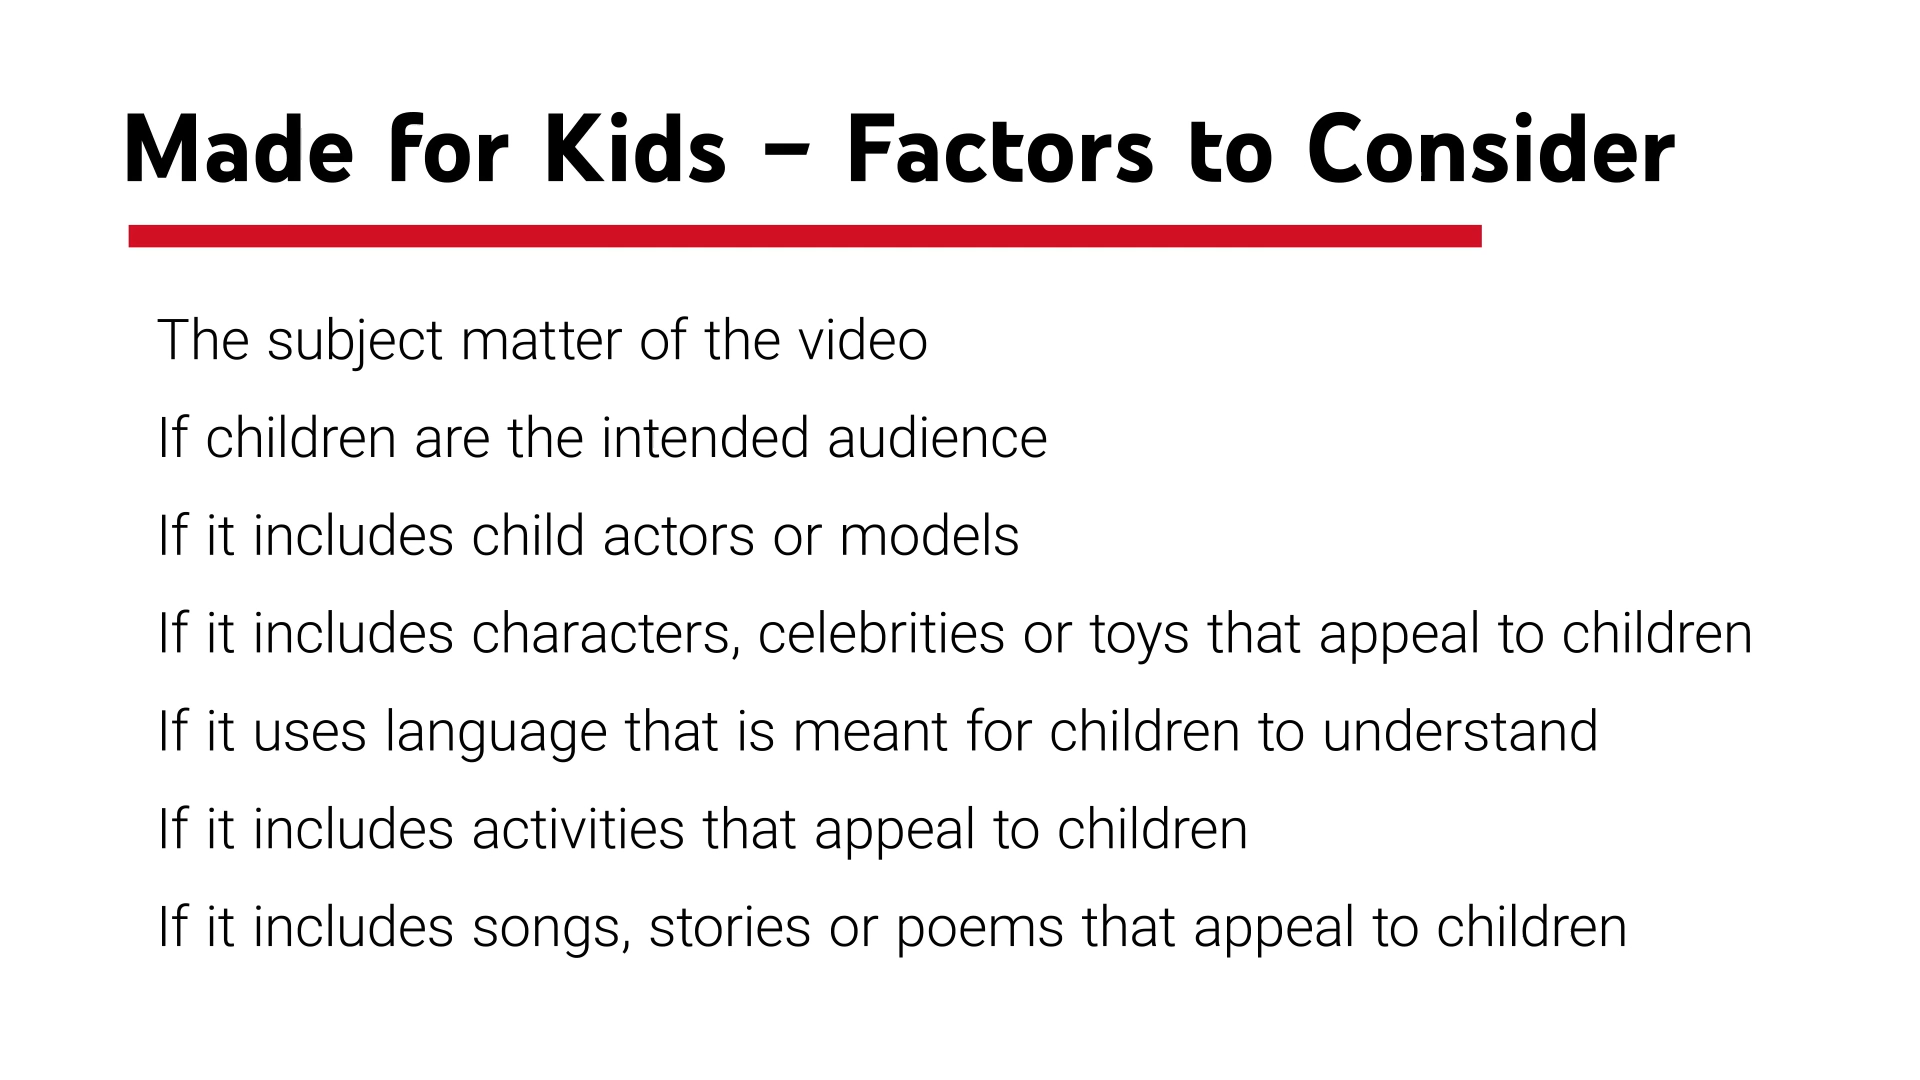 Made for Kids – Factors to Consider
The subject matter of the video
If children are the intended audience
If it includes child actors or models
If it includes characters, celebrities or toys that appeal to children
If it uses language that is meant for children to understand
If it includes activities that appeal to children
If it includes songs, stories or poems that appeal to children